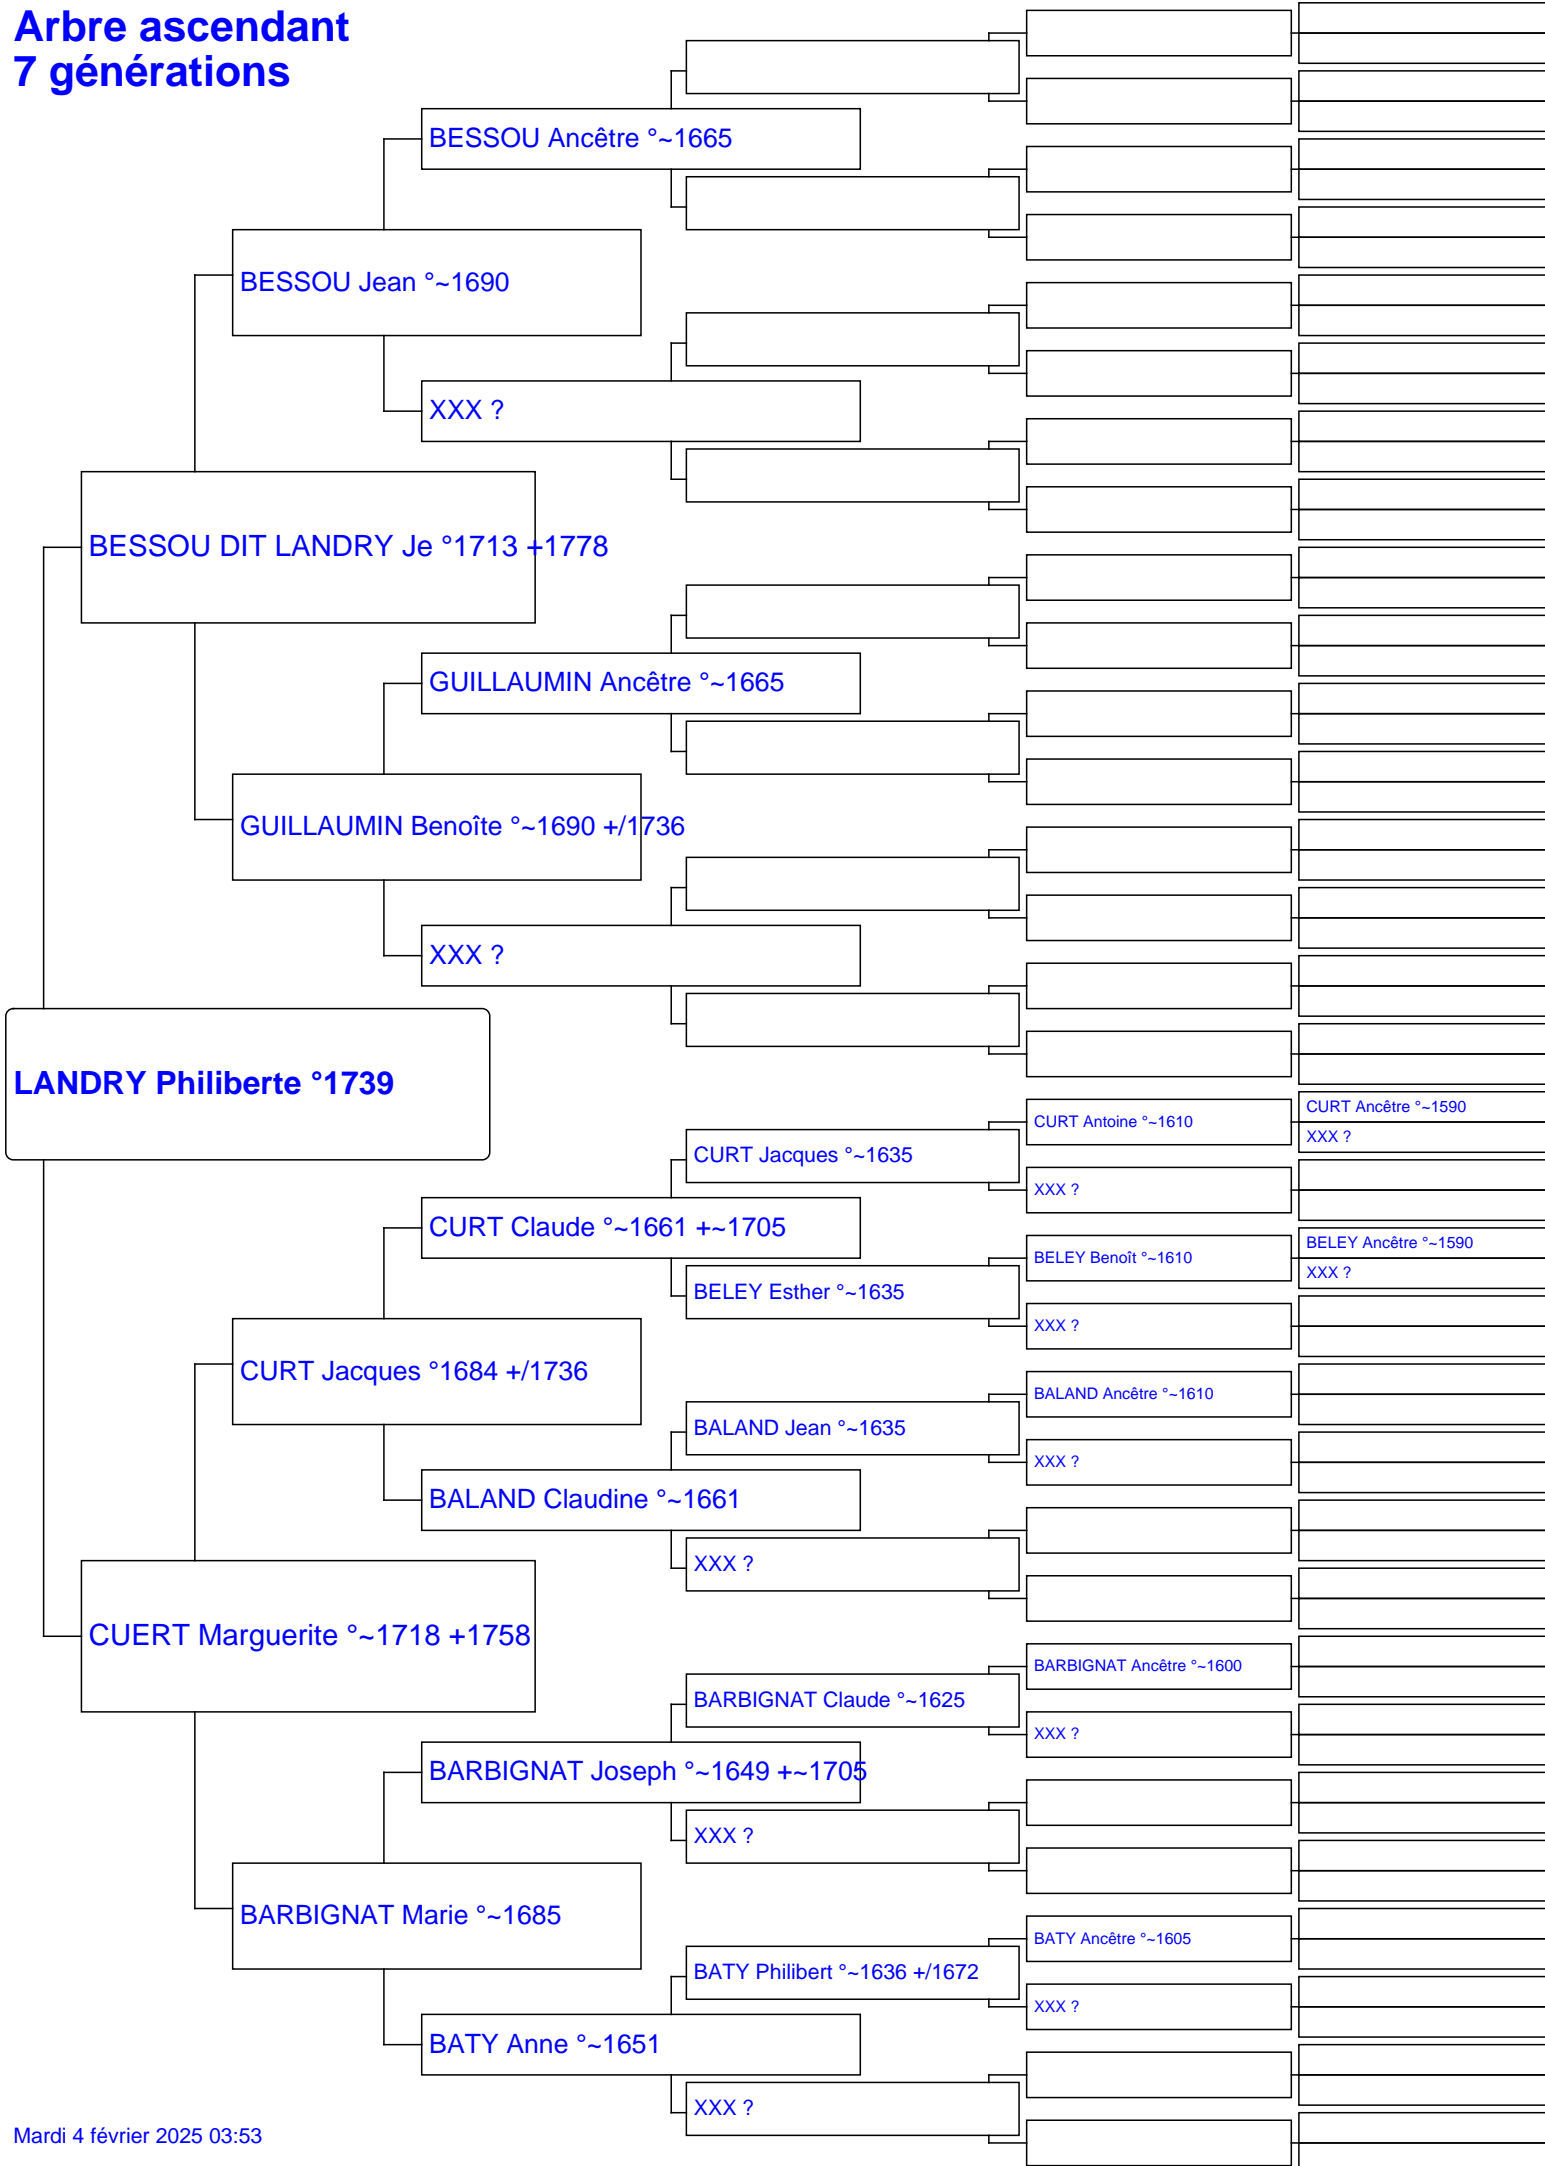 Arbre ascendant
7 générations
BESSOU Ancêtre °~1665
BESSOU Jean °~1690
XXX ?
BESSOU DIT LANDRY Je °1713 +1778
GUILLAUMIN Ancêtre °~1665
GUILLAUMIN Benoîte °~1690 +/1736
XXX ?
LANDRY Philiberte °1739
CURT Ancêtre °~1590
CURT Antoine °~1610
XXX ?
CURT Jacques °~1635
XXX ?
CURT Claude °~1661 +~1705
BELEY Ancêtre °~1590
BELEY Benoît °~1610
XXX ?
BELEY Esther °~1635
XXX ?
CURT Jacques °1684 +/1736
BALAND Ancêtre °~1610
BALAND Jean °~1635
XXX ?
BALAND Claudine °~1661
XXX ?
CUERT Marguerite °~1718 +1758
BARBIGNAT Ancêtre °~1600
BARBIGNAT Claude °~1625
XXX ?
BARBIGNAT Joseph °~1649 +~1705
XXX ?
BARBIGNAT Marie °~1685
BATY Ancêtre °~1605
BATY Philibert °~1636 +/1672
XXX ?
BATY Anne °~1651
XXX ?
Mardi 4 février 2025 03:53